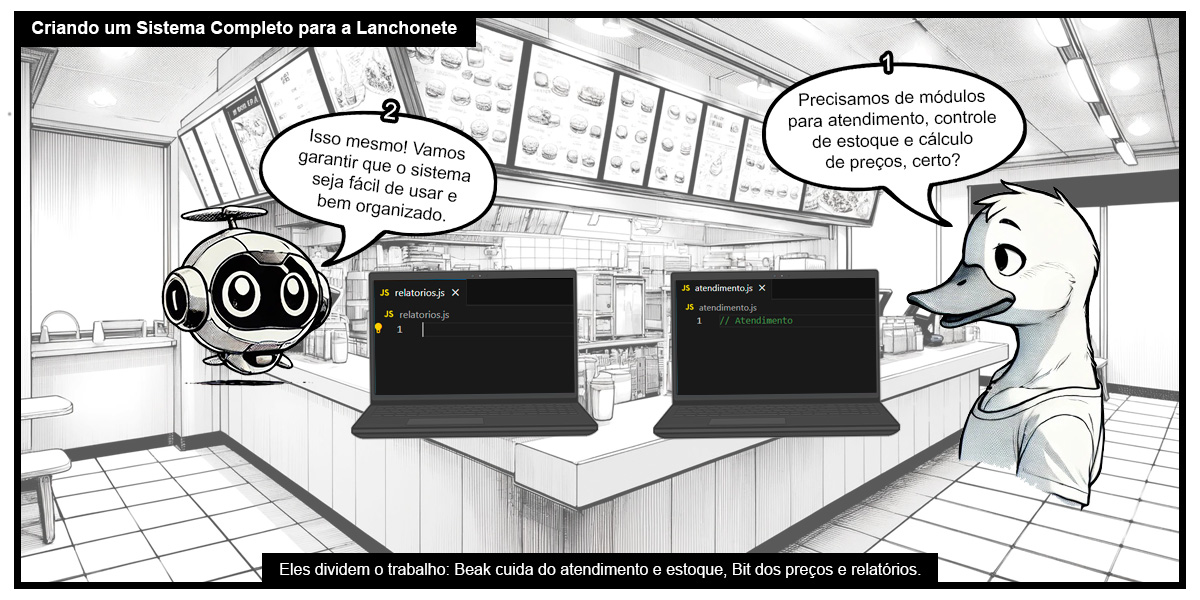 Criando um Sistema Completo para a Lanchonete
1
Precisamos de módulos
para atendimento, controle
de estoque e cálculo
de preços, certo?
2
Isso mesmo! Vamos
garantir que o sistema
seja fácil de usar e
bem organizado.
JS relatorios.js ×
JS relatorios.js
1
JS atendimento.js ×
JS atendimento.js
1 // Atendimento
Eles dividem o trabalho: Beak cuida do atendimento e estoque, Bit dos preços e relatórios.